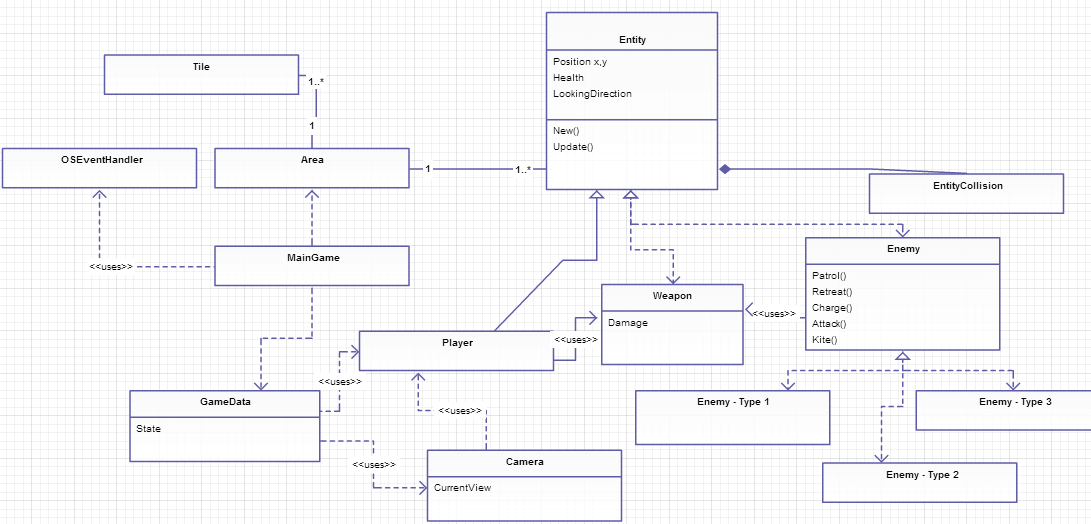 Entity
Position x,y
Health
LookingDirection
New()
Update()
Tile
1..*
1
OSEventHandler
Area
1
1..*
EntityCollision
MainGame
<<uses>>
Enemy
Patrol()
Retreat()
Charge()
Attack()
Kite()
Weapon
Damage
<<uses>>
Player
<<uses>>
<<uses>>
GameData
State
<<uses>>
<<uses>>
Camera
CurrentView
Enemy - Type 1
Enemy - Type 3
Enemy - Type 2